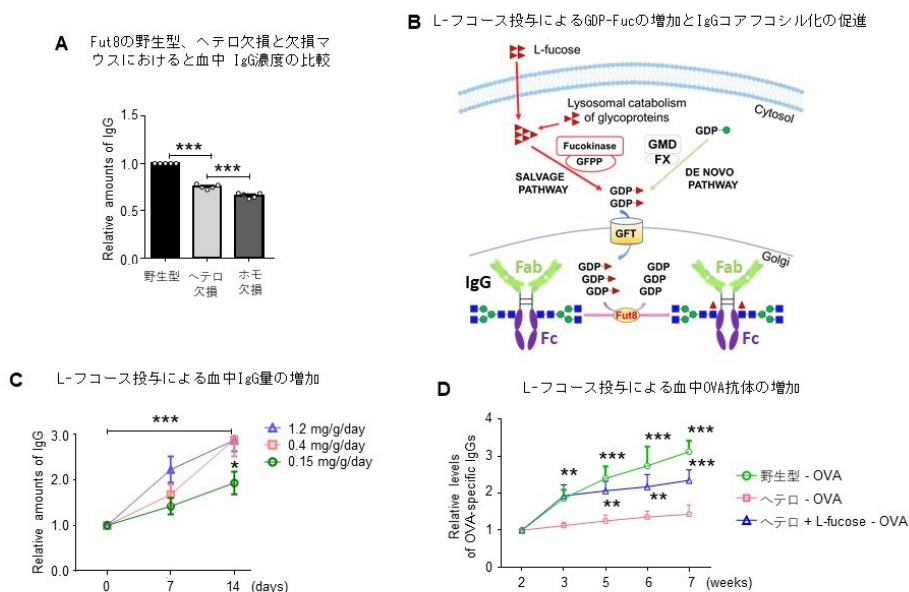 A
Fut8の野生型、ヘテロ欠損と欠損マ
ウスにおけると血中 IgG濃度の比較
Relative amounts of IgG
1.0
0.5
0.0
***
***
野生型
ヘテロ
欠損
ホモ
欠損
B
L-フコース投与によるGDP-Fucの増加とIgGコアフコシル化の促進
L-fucose
Cytosol
Lysosomal catabolism
of glycoproteins
GDP
Fucokinase
GFPP
GMD
FX
SALVAGE
PATHWAY
DE NOVO
PATHWAY
GDP
GDP
GFT
Golgi
IgG
Fab
Fc
GDP
GDP
GDP
GDP
GDP
GDP
Fut8
Fab
Fc
C
L-フコース投与による血中IgG量の増加
Relative amounts of IgG
3.0
2.0
1.0
0.0
***
*
1.2 mg/g/day
0.4 mg/g/day
0.15 mg/g/day
0
7
14
(days)
D
L-フコース投与による血中OVA抗体の増加
Relative levels
of OVA-specific IgGs
4
3
2
1
0
**
***
***
***
***
**
**
野生型 - OVA
ヘテロ - OVA
ヘテロ + L-fucose - OVA
2
3
5
6
7
(weeks)